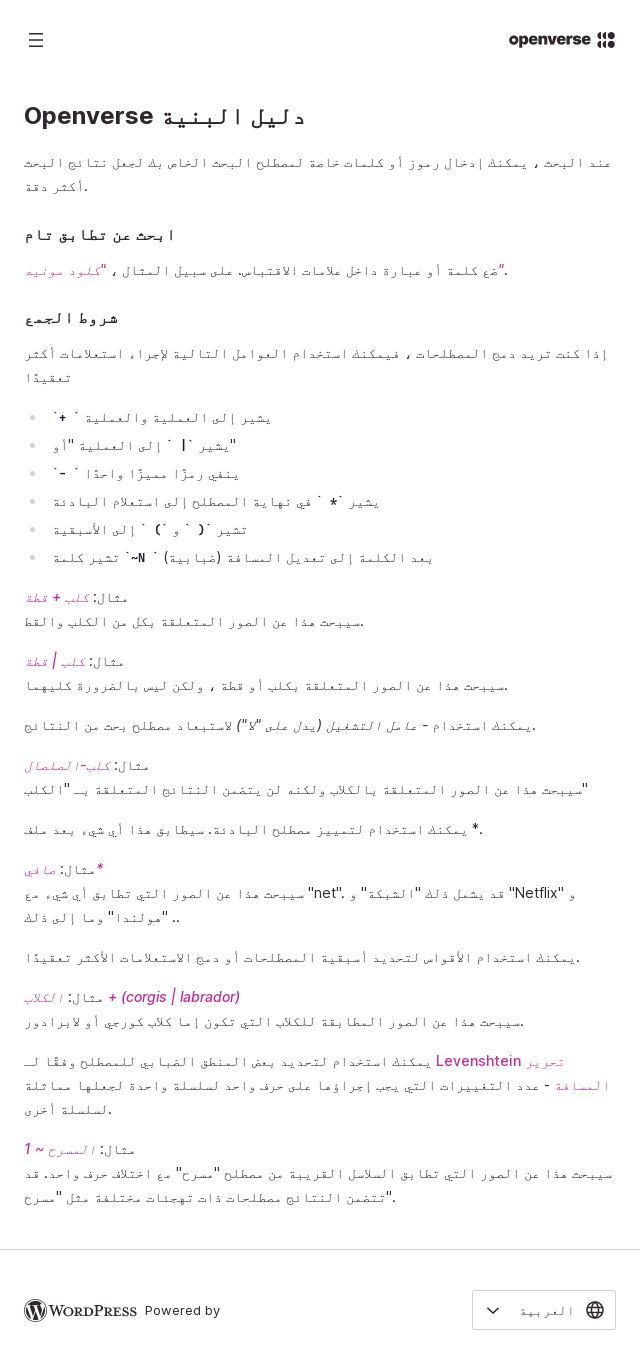 openverse
دليل البنية Openverse
عند البحث ، يمكنك إدخال رموز أو كلمات خاصة لمصطلح البحث الخاص بك لجعل نتائج البحث
أكثر دقة.
ابحث عن تطابق تام
ضع كلمة أو عبارة داخل علامات الاقتباس. على سبيل المثال ، "كلود مونيه".
شروط الجمع
إذا كنت تريد دمج المصطلحات ، فيمكنك استخدام العوامل التالية لإجراء استعلامات أكثر
تعقيدًا
`+ ` يشير إلى العملية والعملية
يشير `| ` إلى العملية "أو"
`- ` ينفي رمزًا مميزًا واحدًا
يشير `* ` في نهاية المصطلح إلى استعلام البادئة
تشير `( ` و `) ` إلى الأسبقية
تشير كلمة `~N ` بعد الكلمة إلى تعديل المسافة (ضبابية)
مثال: كلب + قطة
سيبحث هذا عن الصور المتعلقة بكل من الكلب والقط.
مثال: كلب | قطة
سيبحث هذا عن الصور المتعلقة بكلب أو قطة ، ولكن ليس بالضرورة كليهما.
يمكنك استخدام - عامل التشغيل (يدل على "لا") لاستبعاد مصطلح بحث من النتائج.
مثال: كلب-الصلصال
سيبحث هذا عن الصور المتعلقة بالكلاب ولكنه لن يتضمن النتائج المتعلقة بـ "الكلب"
يمكنك استخدام لتمييز مصطلح البادئة. سيطابق هذا أي شيء بعد ملف *.
مثال: صافي*
سيبحث هذا عن الصور التي تطابق أي شيء مع "net". قد يشمل ذلك "الشبكة" و "Netflix" و
"هولندا" وما إلى ذلك ..
يمكنك استخدام الأقواس لتحديد أسبقية المصطلحات أو دمج الاستعلامات الأكثر تعقيدًا.
مثال: الكلاب + (corgis | labrador)
سيبحث هذا عن الصور المطابقة للكلاب التي تكون إما كلاب كورجي أو لابرادور.
يمكنك استخدام لتحديد بعض المنطق الضبابي للمصطلح وفقًا لـ Levenshtein تحرير
المسافة - عدد التغييرات التي يجب إجراؤها على حرف واحد لسلسلة واحدة لجعلها مماثلة
لسلسلة أخرى.
مثال: المسرح ~ 1
سيبحث هذا عن الصور التي تطابق السلاسل القريبة من مصطلح "مسرح" مع اختلاف حرف واحد. قد
تتضمن النتائج مصطلحات ذات تهجئات مختلفة مثل "مسرح".
العربية
Powered by WordPress